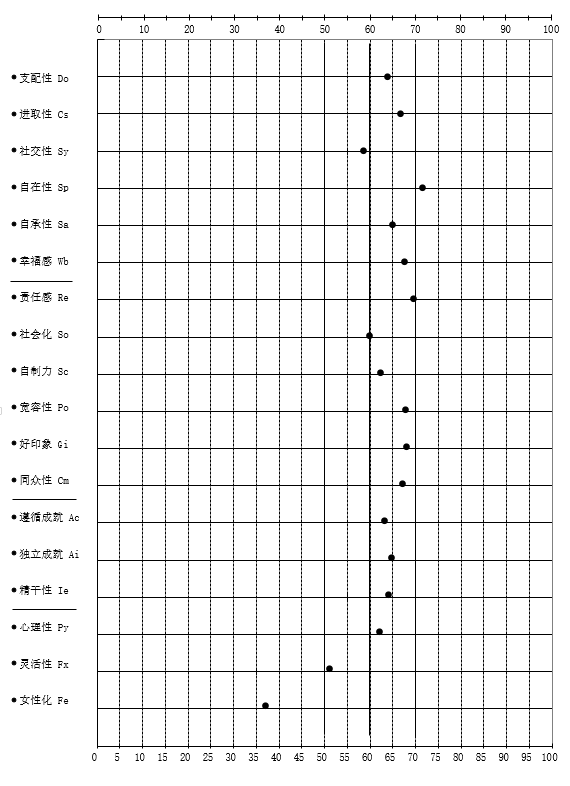 0 10 20 30 40 50 60 70 80 90 100
支配性 Do
进取性 Cs
社交性 Sy
自在性 Sp
自承性 Sa
幸福感 Wb
责任感 Re
社会化 So
自制力 Sc
宽容性 Po
好印象 Gi
同众性 Cm
遵循成就 Ac
独立成就 Ai
精干性 Ie
心理性 Py
灵活性 Fx
女性化 Fe
0 5 10 15 20 25 30 35 40 45 50 55 60 65 70 75 80 85 90 95 100